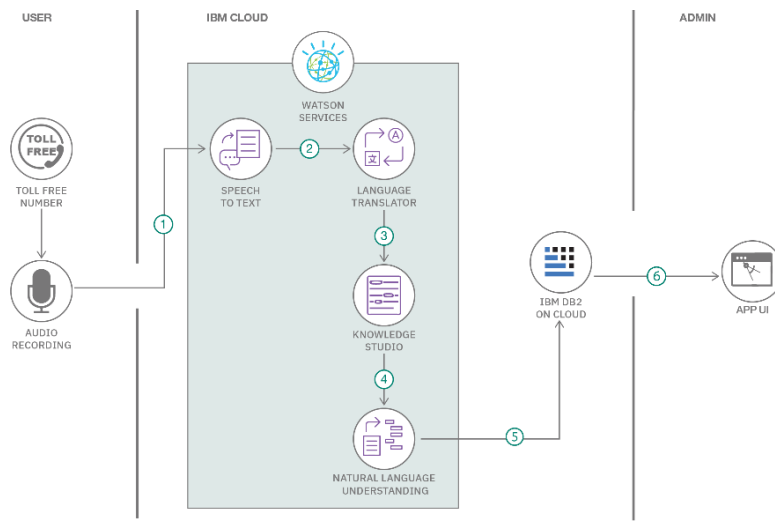 USER
IBM CLOUD
ADMIN
WATSON
SERVICES
TOLL
FREE
TOLL FREE
NUMBER
1
AUDIO
RECORDING
SPEECH
TO TEXT
2
A
文
LANGUAGE
TRANSLATOR
3
KNOWLEDGE
STUDIO
4
NATURAL LANGUAGE
UNDERSTANDING
5
IBM DB2
ON CLOUD
6
APP UI